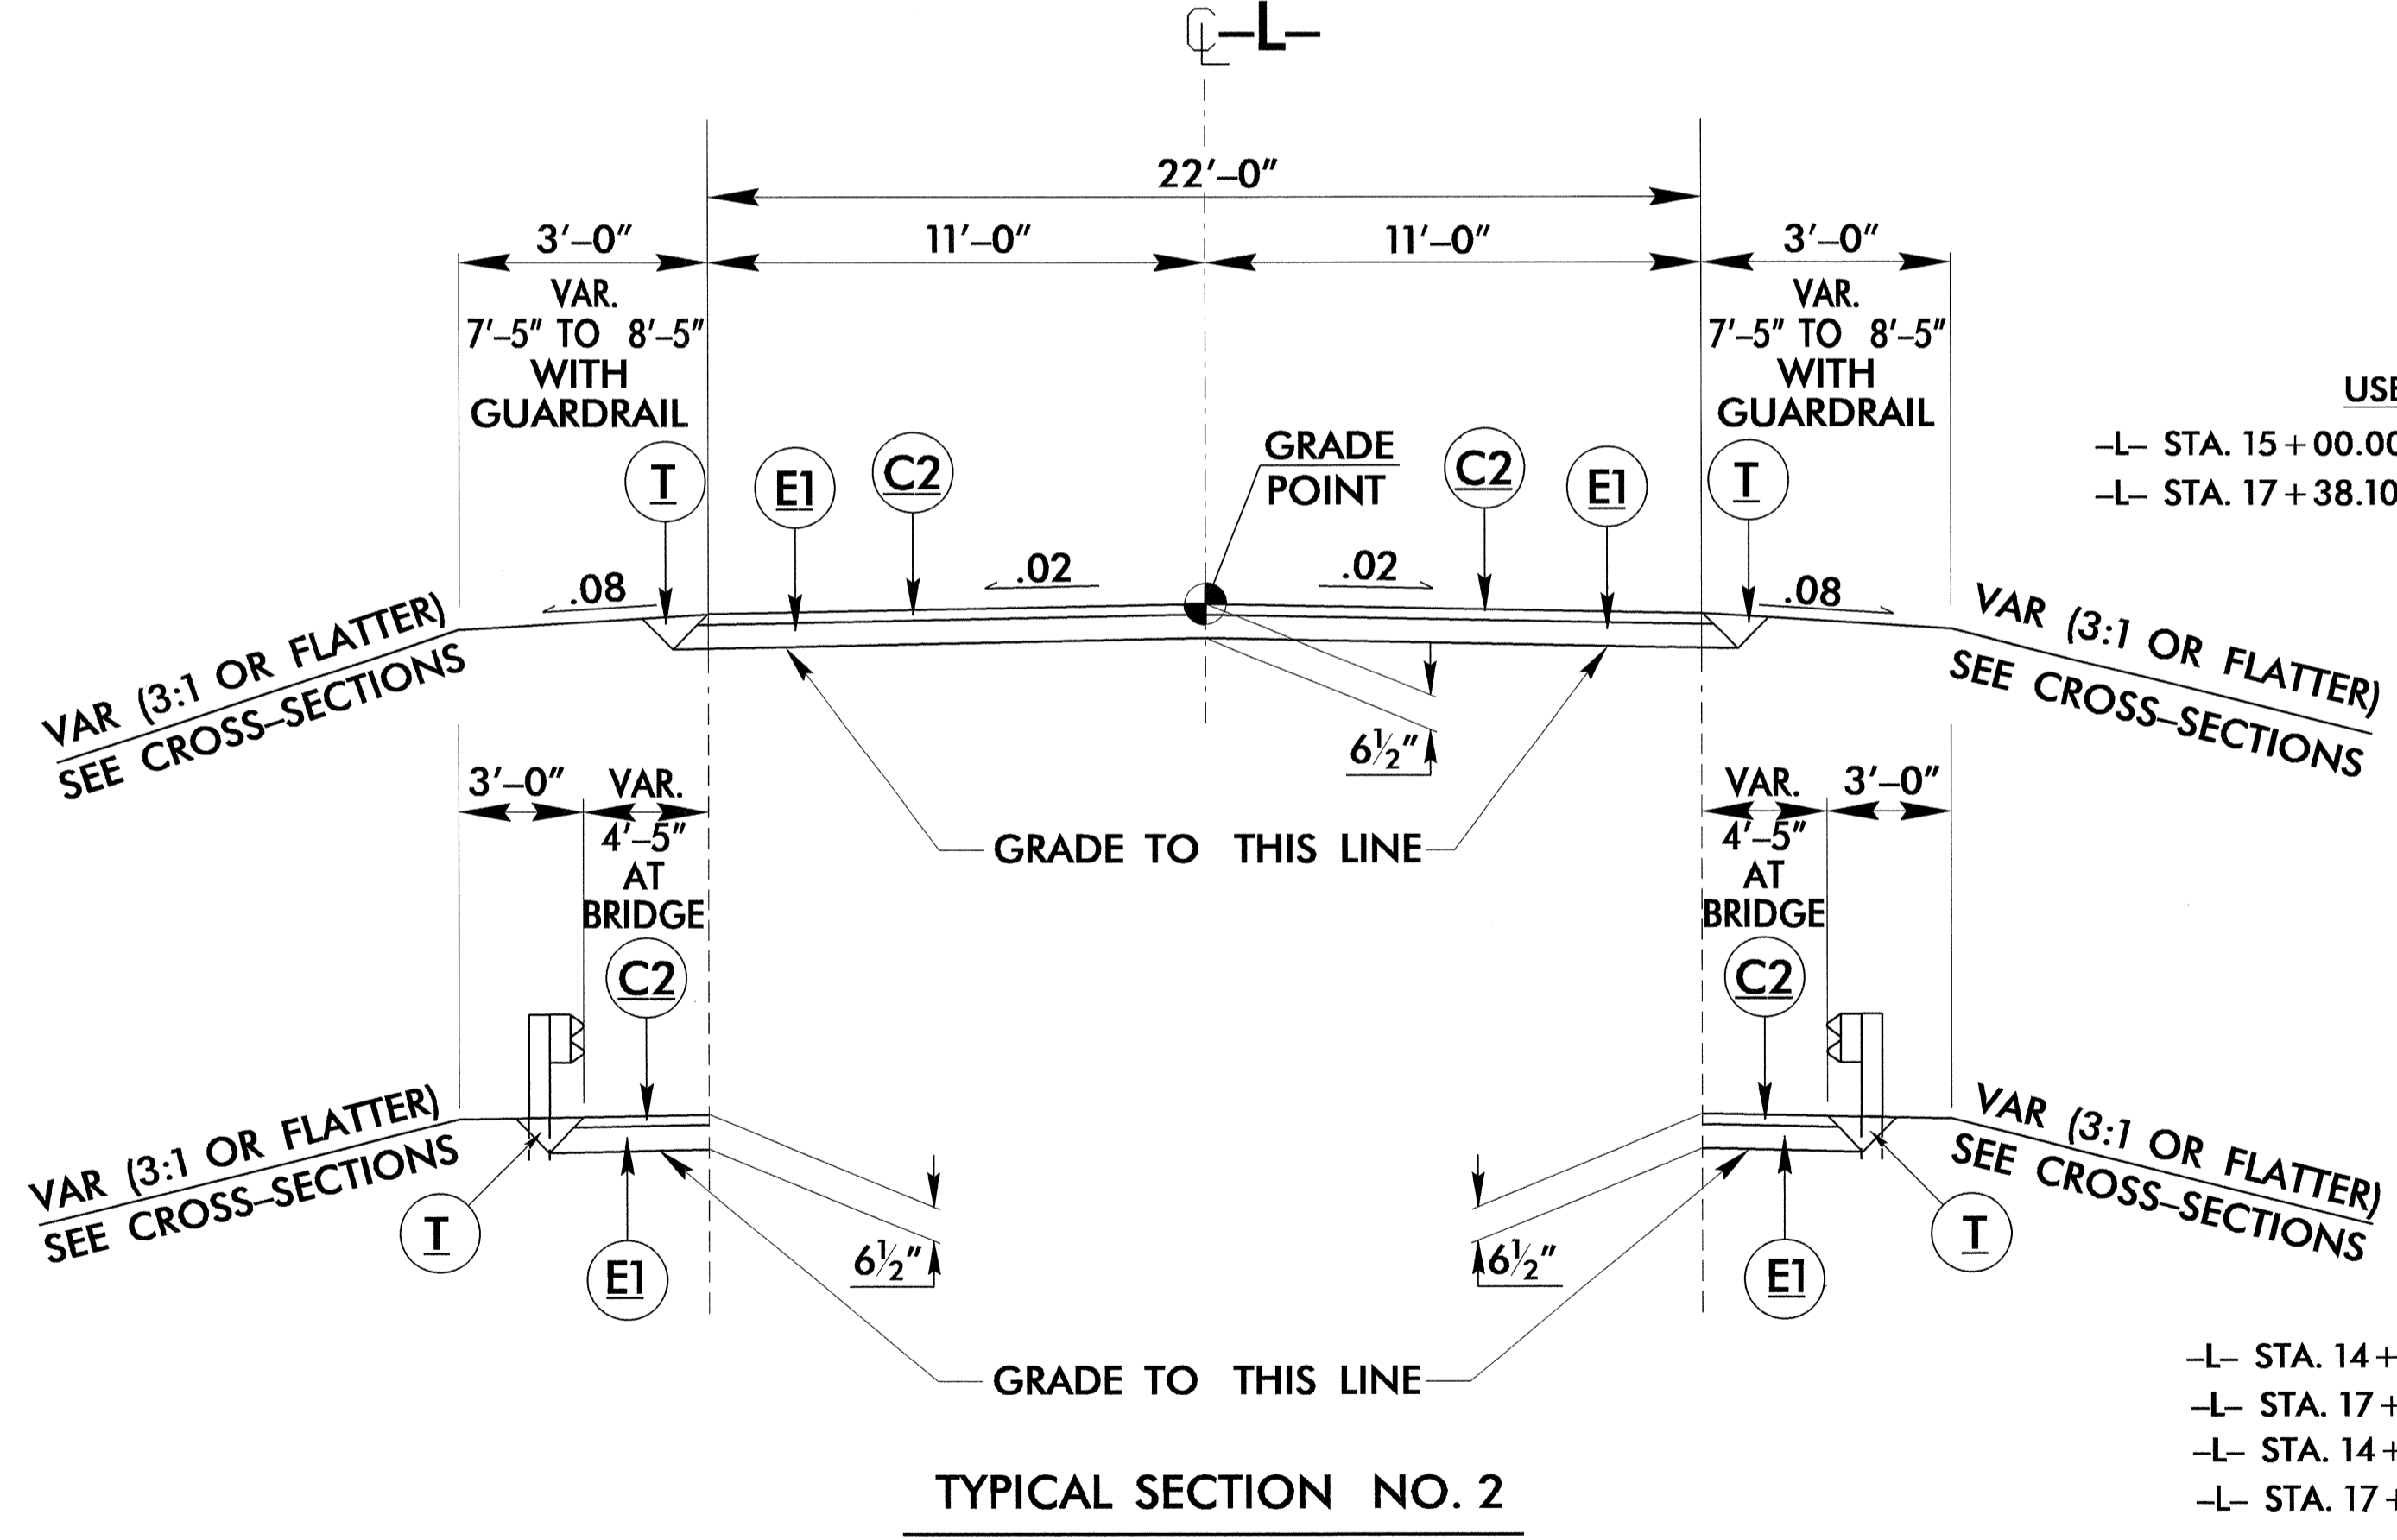 ℄ –L–
22'–0"
3'–0" 11'–0" 11'–0" 3'–0"
VAR.
7'–5" TO 8'–5"
WITH
GUARDRAIL
VAR.
7'–5" TO 8'–5"
WITH
GUARDRAIL
USE
–L– STA. 15+00.00
–L– STA. 17+38.10
T E1 C2
GRADE
POINT
C2 E1 T
.08 .02 .02 .08
VAR (3:1 OR FLATTER)
SEE CROSS–SECTIONS
VAR (3:1 OR FLATTER)
SEE CROSS–SECTIONS
6½"
GRADE TO THIS LINE
3'–0" VAR.
4'–5"
AT
BRIDGE
C2
VAR. 3'–0"
4'–5"
AT
BRIDGE
C2
VAR (3:1 OR FLATTER)
SEE CROSS–SECTIONS
VAR (3:1 OR FLATTER)
SEE CROSS–SECTIONS
T
E1
6½"
6½"
E1
T
GRADE TO THIS LINE
–L– STA. 14+
–L– STA. 17+
–L– STA. 14+
–L– STA. 17+
TYPICAL SECTION NO. 2